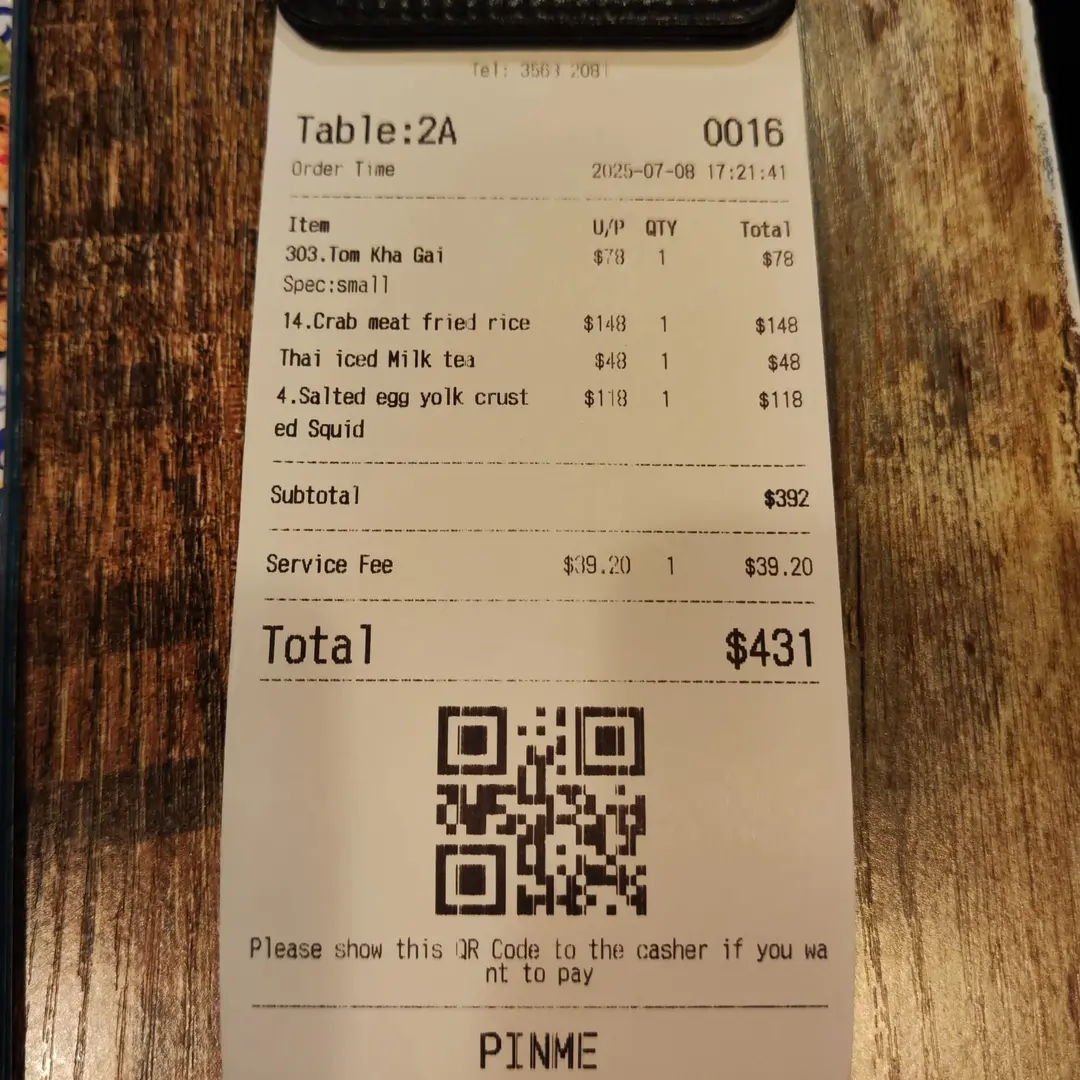 Tel: 3563 2081
Table:2A 0016
Order Time 2025-07-08 17:21:41
Item U/P QTY Total
303.Tom Kha Gai $78 1 $78
Spec:small
14.Crab meat fried rice $148 1 $148
Thai iced Milk tea $48 1 $48
4.Salted egg yolk crust $118 1 $118
ed Squid
Subtotal $392
Service Fee $39.20 1 $39.20
Total $431
Please show this QR Code to the casher if you wa
nt to pay
PINME